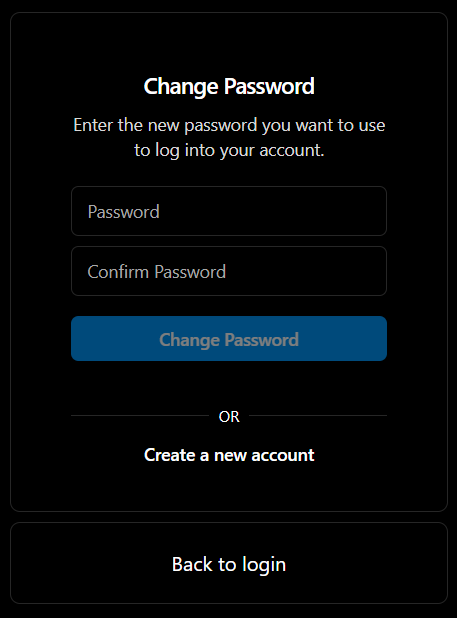 Change Password
Enter the new password you want to use
to log into your account.
Password
Confirm Password
Change Password
OR
Create a new account
Back to login